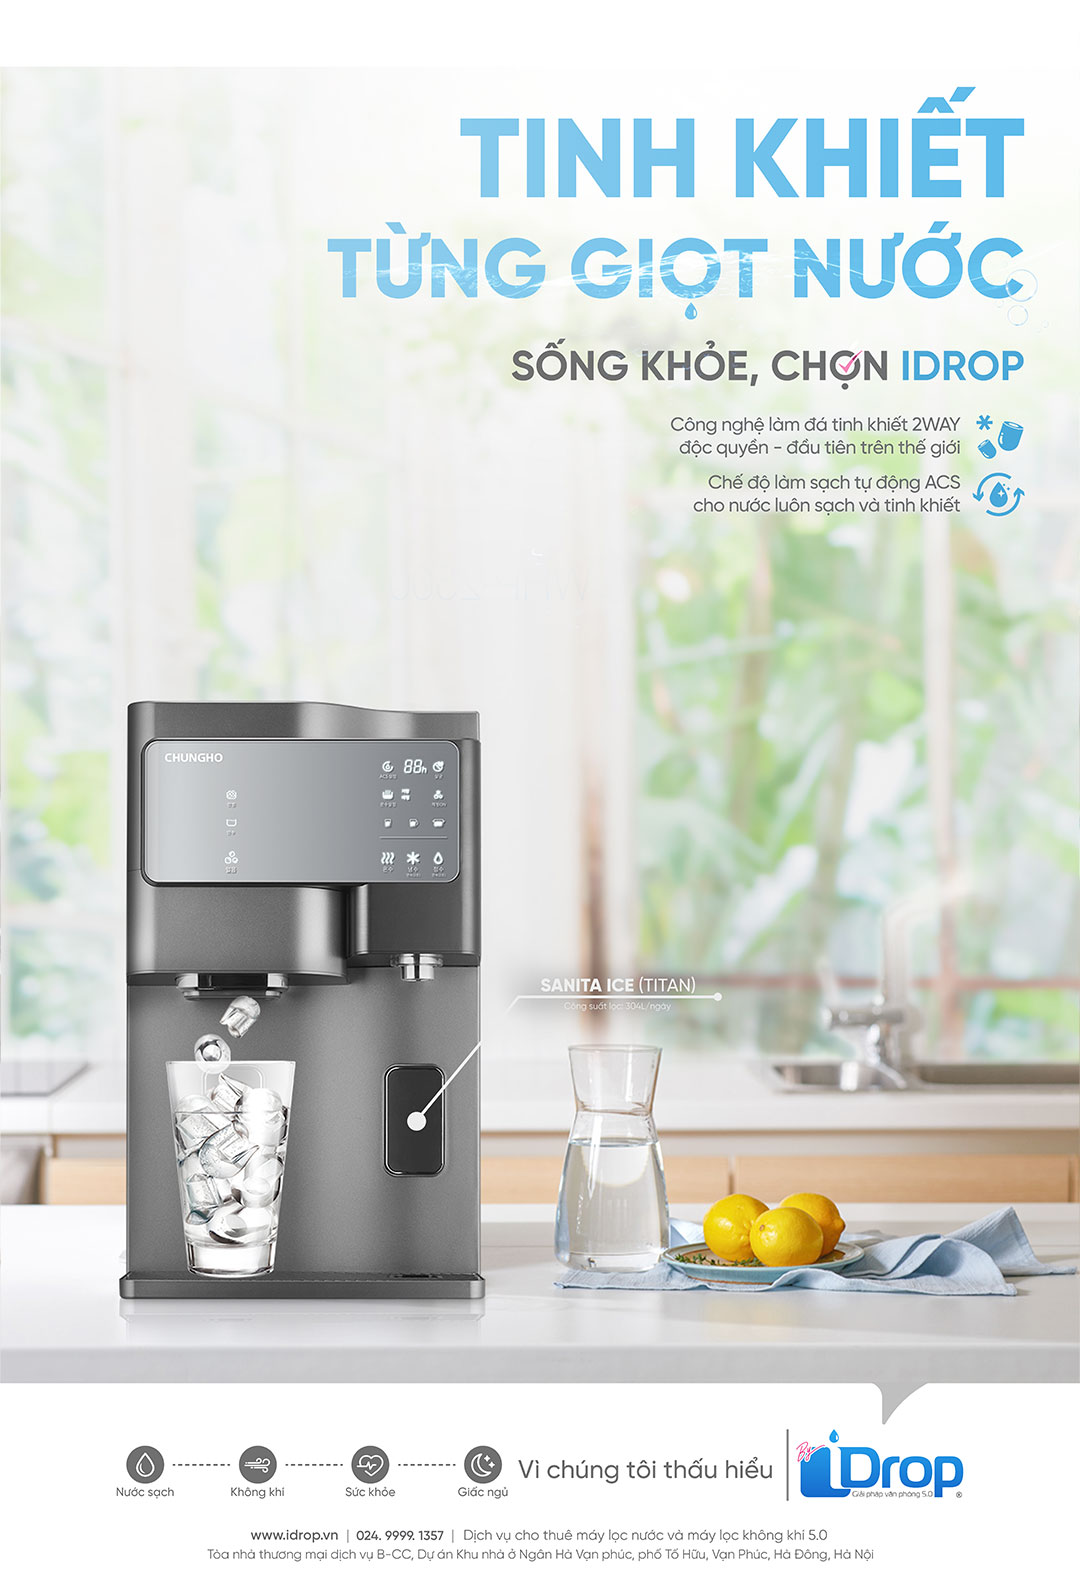 TINH KHIẾT
TỪNG GIỌT NƯỚC
SỐNG KHỎE, CHỌN IDROP
Công nghệ làm đá tinh khiết 2WAY
độc quyền - đầu tiên trên thế giới
Chế độ làm sạch tự động ACS
cho nước luôn sạch và tinh khiết
CHUNGHO
88h
SANITA ICE (TITAN)
Công suất lọc: 304L/ngày
Nước sạch
Không khí
Sức khỏe
Giấc ngủ
Vì chúng tôi thấu hiểu
By
iDrop
Giải pháp văn phòng 5.0 ®
www.idrop.vn | 024. 9999. 1357 | Dịch vụ cho thuê máy lọc nước và máy lọc không khí 5.0
Tòa nhà thương mại dịch vụ B-CC, Dự án Khu nhà ở Ngân Hà Vạn phúc, phố Tố Hữu, Vạn Phúc, Hà Đông, Hà Nội